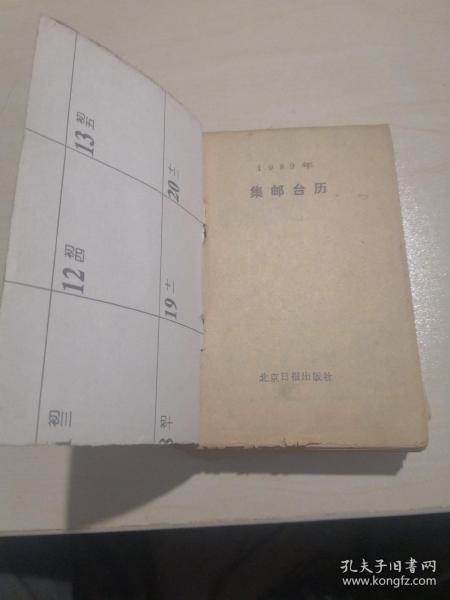 初五
13
十二
20
初四
12
十一
19
初三
初十
1989年
集邮台历
北京日报出版社
孔夫子旧书网
www.kongfz.com